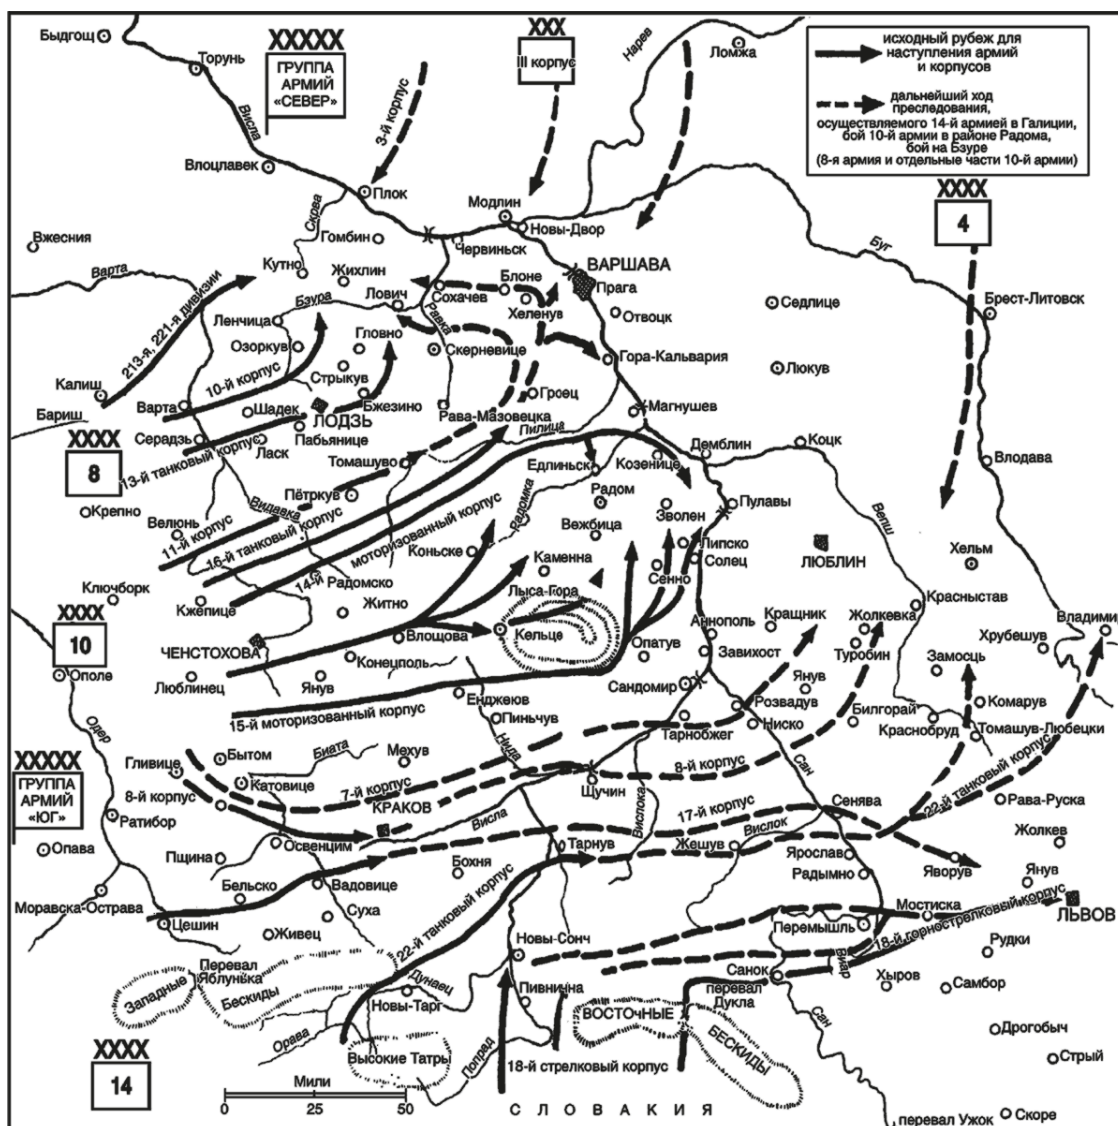 Быдгощ
Торунь
XXXXX
ГРУППА
АРМИЙ
«СЕВЕР»
Висла
3-й корпус
XXX
III корпус
Нарев
Ломжа
исходный рубеж для
наступления армий
и корпусов
дальнейший ход
преследования,
осуществляемого 14-й армией в Галиции,
бой 10-й армии в районе Радома,
бой на Бзуре
(8-я армия и отдельные части 10-й армии)
Влоцлавек
Плок
XXXX
4
Модлин
Новы-Двор
Скрва
Гомбин
Червиньск
Вжесния
Буг
Варта
Кутно
Жихлин
Блоне
ВАРШАВА
Прага
Сохачев
Бзура
Лович
Хеленув
Седлице
Брест-Литовск
213-я, 221-я дивизии
Ленчица
Равка
Отвоцк
Гловно
Озоркув
Скерневице
Гора-Кальвария
Стрыкув
Люкув
Калиш
10-й корпус
Гроец
Бариш
Варта
Шадек
ЛОДЗЬ
Бжезино
Рава-Мазовецка
Магнушев
XXXX
8
Серадзь
Пабьянице
Пилица
Ласк
13-й танковый корпус
Томашуво
Едлиньск
Козенице
Демблин
Коцк
Влодава
Пётркув
Радом
Крепно
Видавка
Зволен
Пулавы
Велюнь
Радомка
Вежбица
Вепш
11-й корпус
16-й танковый корпус
14-й моторизованный корпус
Коньске
Липско
Солец
ЛЮБЛИН
Хельм
Каменна
Сенно
Ключборк
Кжепице
Радомско
Житно
Лыса-Гора
Красныстав
XXXX
10
Влощова
Кельце
Аннополь
Кращник
Жолкевка
Владимир
ЧЕНСТОХОВА
Опатув
Завихост
Туробин
Хрубешув
Конецполь
Замосць
Ополе
Люблинец
Янув
Сандомир
Янув
Енджеюв
Розвадув
Комарув
15-й моторизованный корпус
Пиньчув
Билгорай
Одер
Тарнобжег
Ниско
Краснобруд
Томашув-Любецки
XXXXX
ГРУППА
АРМИЙ
«ЮГ»
Бытом
Биата
Мехув
Нида
Гливице
Катовице
7-й корпус
8-й корпус
Сан
8-й корпус
КРАКОВ
Щучин
22-й танковый корпус
Рава-Руска
Ратибор
Висла
Вислока
17-й корпус
Сенява
Вислок
Жолкев
Опава
Освенцим
Тарнув
Жешув
Пщина
Бохня
Ярослав
Яворув
Янув
Бельско
Вадовице
Радымно
Моравска-Острава
22-й танковый корпус
Мостиска
ЛЬВОВ
Цешин
Суха
Перемышль
18-й горнострелковый корпус
Живец
Новы-Сонч
Рудки
Перевал
Яблунька
Санок
Виар
Западные
Бескиды
Дунаец
Пивнична
перевал
Дукла
Хыров
Самбор
Новы-Тарг
ВОСТОЧНЫЕ
Сан
Орава
БЕСКИДЫ
Дрогобыч
XXXX
14
Высокие Татры
Попрад
18-й стрелковый корпус
Стрый
Мили
0
25
50
СЛОВАКИЯ
перевал Ужок
Скоре